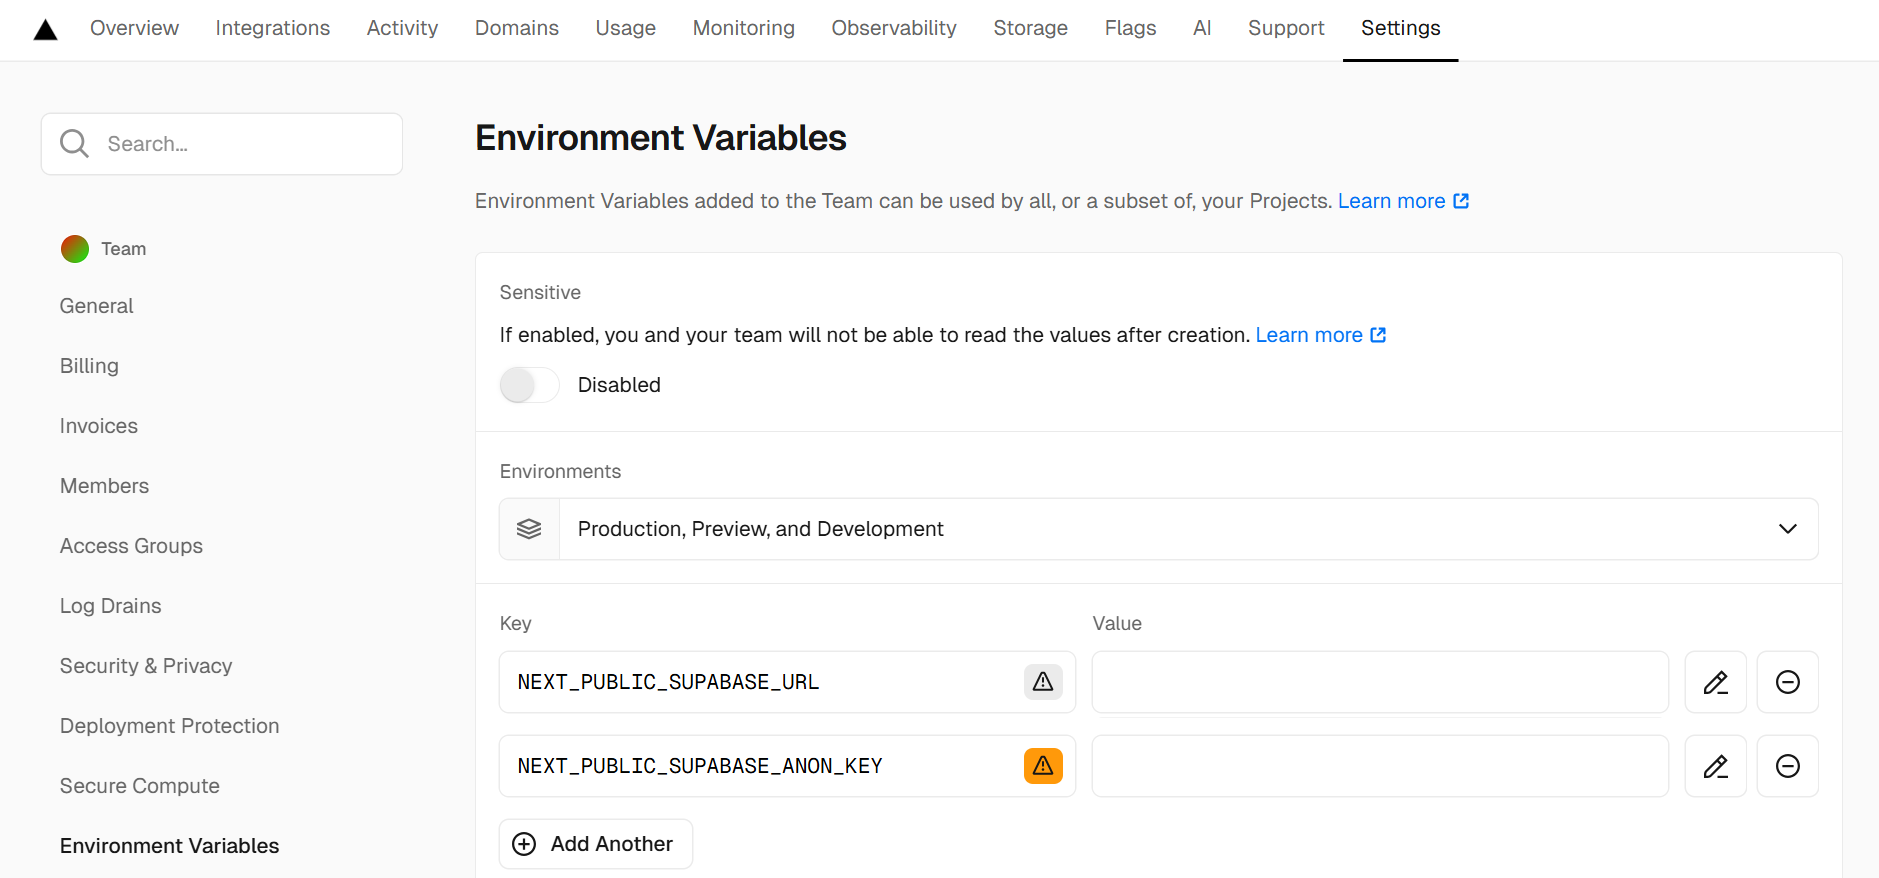 Overview Integrations Activity Domains Usage Monitoring Observability Storage Flags AI Support Settings
Search...
Team
General
Billing
Invoices
Members
Access Groups
Log Drains
Security & Privacy
Deployment Protection
Secure Compute
Environment Variables
Environment Variables
Environment Variables added to the Team can be used by all, or a subset of, your Projects. Learn more
Sensitive
If enabled, you and your team will not be able to read the values after creation. Learn more
Disabled
Environments
Production, Preview, and Development
Key Value
NEXT_PUBLIC_SUPABASE_URL
NEXT_PUBLIC_SUPABASE_ANON_KEY
Add Another